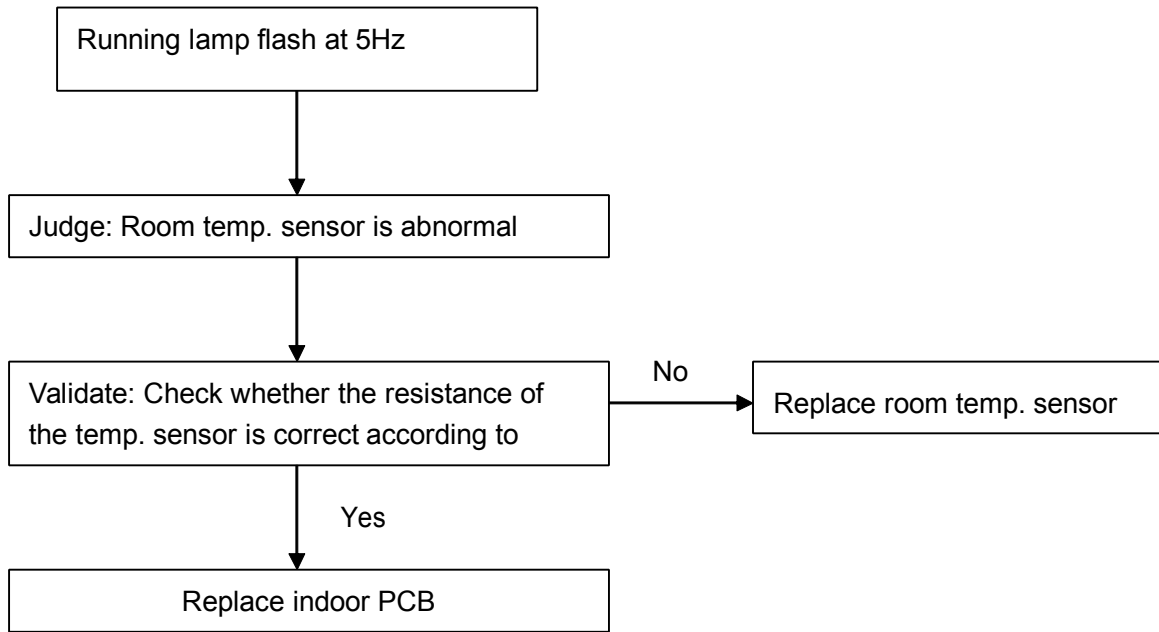 Running lamp flash at 5Hz
Judge: Room temp. sensor is abnormal
Validate: Check whether the resistance of
the temp. sensor is correct according to
No
Replace room temp. sensor
Yes
Replace indoor PCB